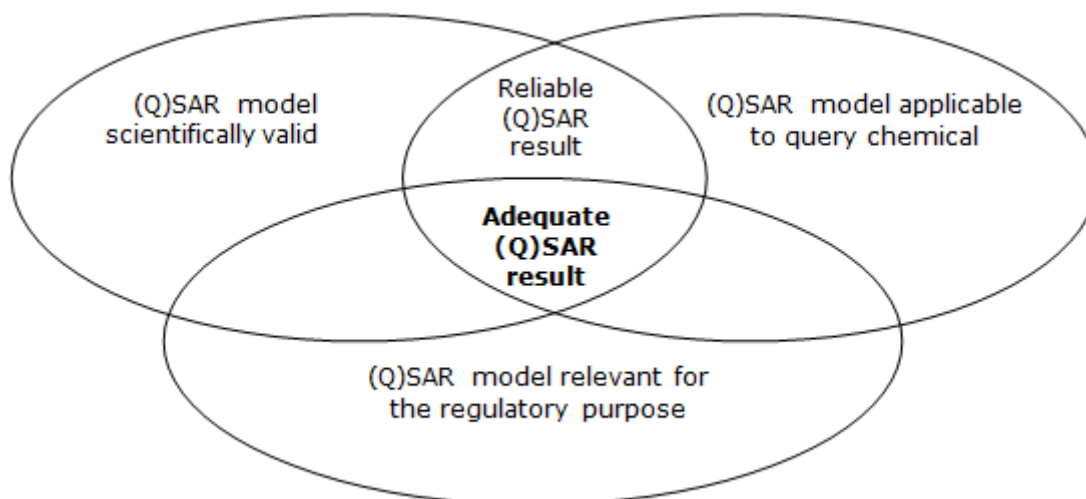 (Q)SAR model
scientifically valid
Reliable
(Q)SAR
result
(Q)SAR model applicable
to query chemical
Adequate
(Q)SAR
result
(Q)SAR model relevant for
the regulatory purpose